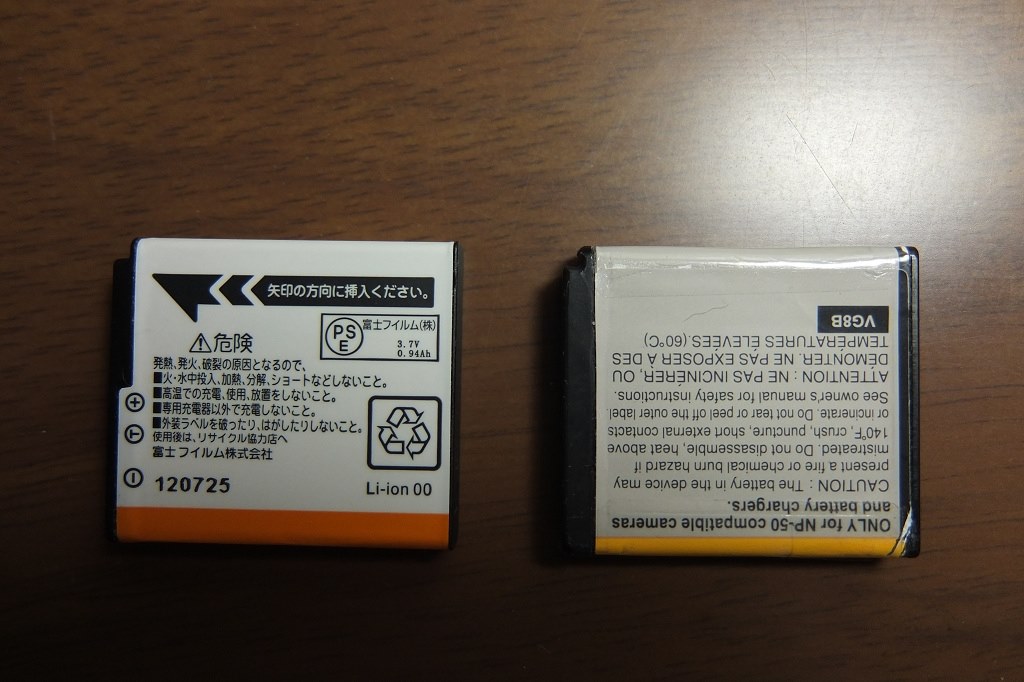 矢印の方向に挿入ください。
PS
E
富士フイルム(株)
3.7V
0.94Ah
危険
発熱、発火、破裂の原因となるので、
■火・水中投入、加熱、分解、ショートなどしないこと。
■高温での充電、使用、放置をしないこと。
■専用充電器以外で充電しないこと。
■外装ラベルを破ったり、はがしたりしないこと。
使用後は、リサイクル協力店へ
富士フイルム株式会社
120725
Li-ion 00
+
T
−
ONLY for NP-50 compatible cameras
and battery chargers.
CAUTION : The battery in the device may
present a fire or chemical burn hazard if
mistreated. Do not disassemble, heat above
140°F, crush, puncture, short external contacts
or incinerate. Do not tear or peel off the outer label.
See owner's manual for safety instructions.
ATTENTION : NE PAS INCINÉRER, OU
DÉMONTER. NE PAS EXPOSER À DES
TEMPÉRATURES ÉLEVÉES.(60°C)
VG8B